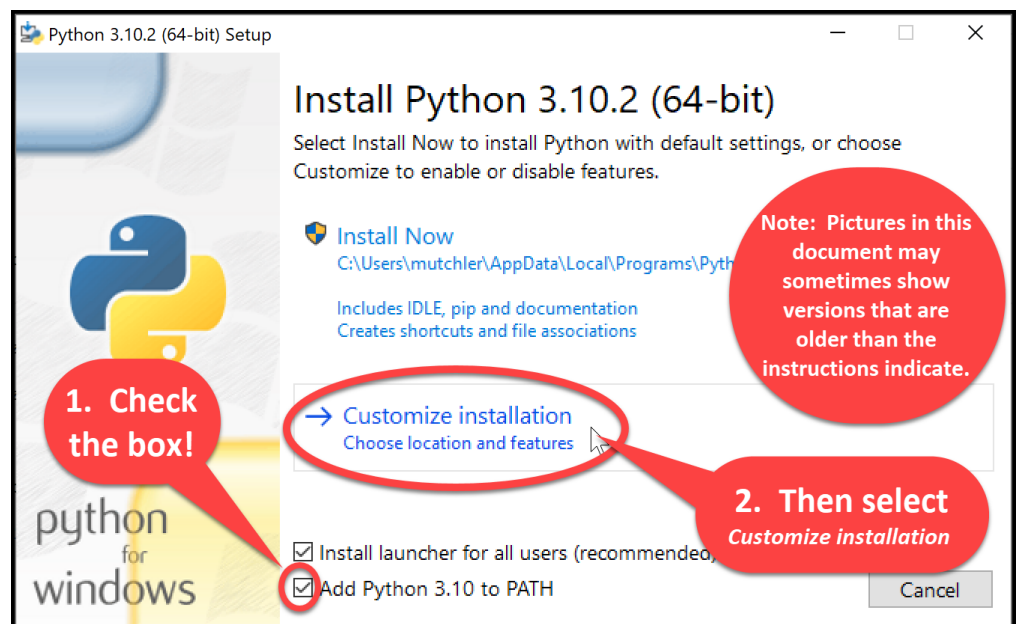 Python 3.10.2 (64-bit) Setup
Install Python 3.10.2 (64-bit)
Select Install Now to install Python with default settings, or choose
Customize to enable or disable features.
Install Now
C:\Users\mutchler\AppData\Local\Programs\Pyth
Includes IDLE, pip and documentation
Creates shortcuts and file associations
Note: Pictures in this
document may
sometimes show
versions that are
older than the
instructions indicate.
1. Check
the box!
Customize installation
Choose location and features
2. Then select
Customize installation
python
for
windows
Install launcher for all users (recommended)
Add Python 3.10 to PATH
Cancel